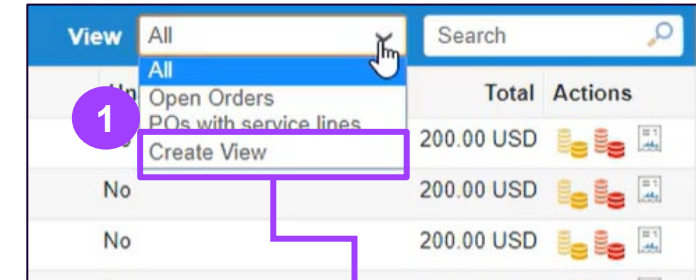 View All Search
All
Total Actions
Open Orders
1
POs with service lines
Create View
200.00 USD
No 200.00 USD
No 200.00 USD